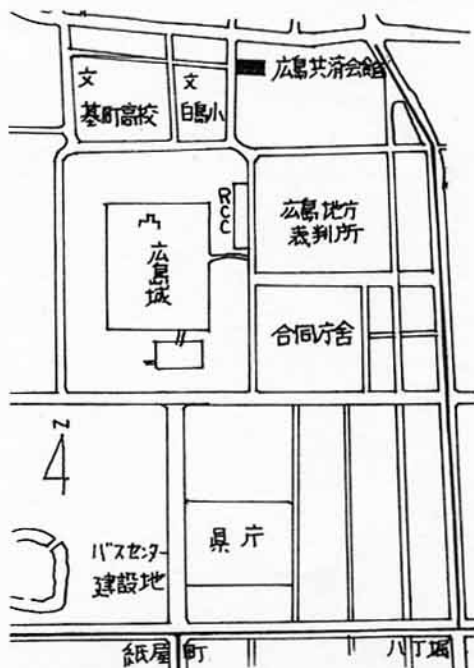 文
基町高校
文
白島小
広島共済会館
RCC
広島城
広島地方
裁判所
合同庁舎
N
県庁
バスセンター
建設地
紙屋町
八丁堀